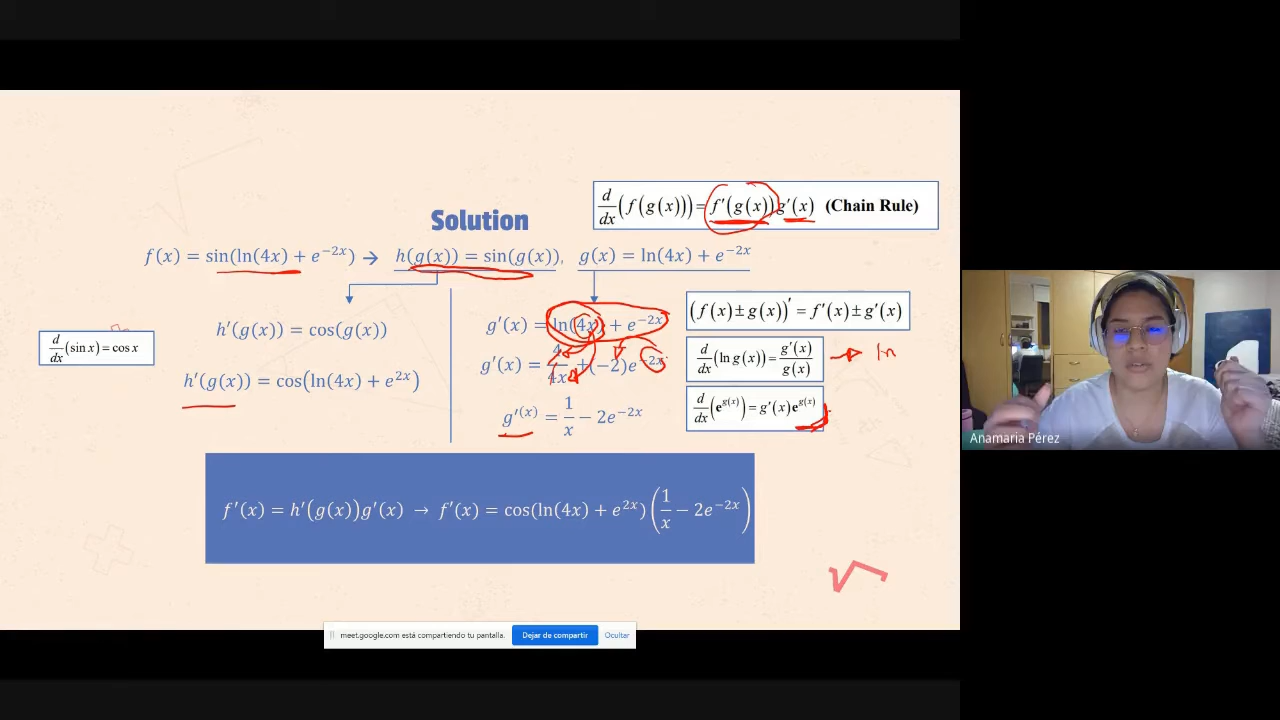 d/dx (f(g(x))) = f′(g(x))g′(x) (Chain Rule)
Solution
f(x) = sin(ln(4x) + e^{−2x}) → h(g(x)) = sin(g(x)), g(x) = ln(4x) + e^{−2x}
(f(x) ± g(x))′ = f′(x) ± g′(x)
h′(g(x)) = cos(g(x))
g′(x) = ln(4x) + e^{−2x}
d/dx (sin x) = cos x
d/dx (ln g(x)) = g′(x)/g(x) → ln
g′(x) = 4/4x + (−2)e^{−2x}
h′(g(x)) = cos(ln(4x) + e^{2x})
d/dx (e^{g(x)}) = g′(x)e^{g(x)}
g′^{(x)} = 1/x − 2e^{−2x}
f′(x) = h′(g(x))g′(x) → f′(x) = cos(ln(4x) + e^{2x}) (1/x − 2e^{−2x})
Anamaria Pérez
meet.google.com está compartiendo tu pantalla. Dejar de compartir Ocultar